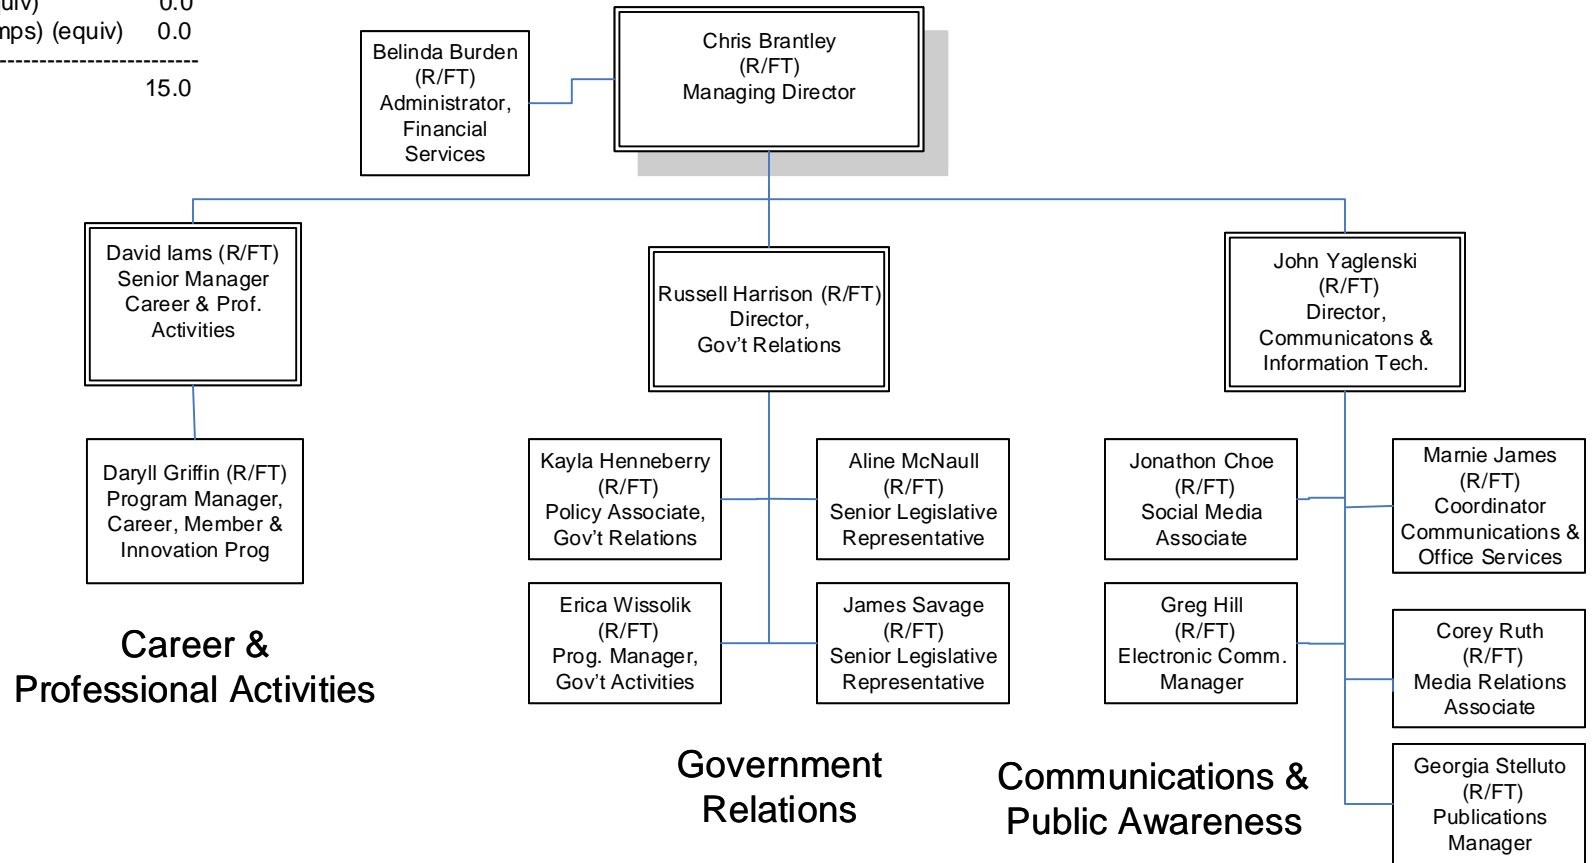 0.0
(equiv) 0.0
15.0
Belinda Burden
(R/FT)
Administrator,
Financial
Services
Chris Brantley
(R/FT)
Managing Director
David Iams (R/FT)
Senior Manager
Career & Prof.
Activities
Russell Harrison (R/FT)
Director,
Gov't Relations
John Yaglenski
(R/FT)
Director,
Communicatons &
Information Tech.
Daryll Griffin (R/FT)
Program Manager,
Career, Member &
Innovation Prog
Kayla Henneberry
(R/FT)
Policy Associate,
Gov't Relations
Aline McNaull
(R/FT)
Senior Legislative
Representative
Jonathon Choe
(R/FT)
Social Media
Associate
Marnie James
(R/FT)
Coordinator
Communications &
Office Services
Erica Wissolik
(R/FT)
Prog. Manager,
Gov't Activities
James Savage
(R/FT)
Senior Legislative
Representative
Greg Hill
(R/FT)
Electronic Comm.
Manager
Corey Ruth
(R/FT)
Media Relations
Associate
Georgia Stelluto
(R/FT)
Publications
Manager
Career &
Professional Activities
Government
Relations
Communications &
Public Awareness